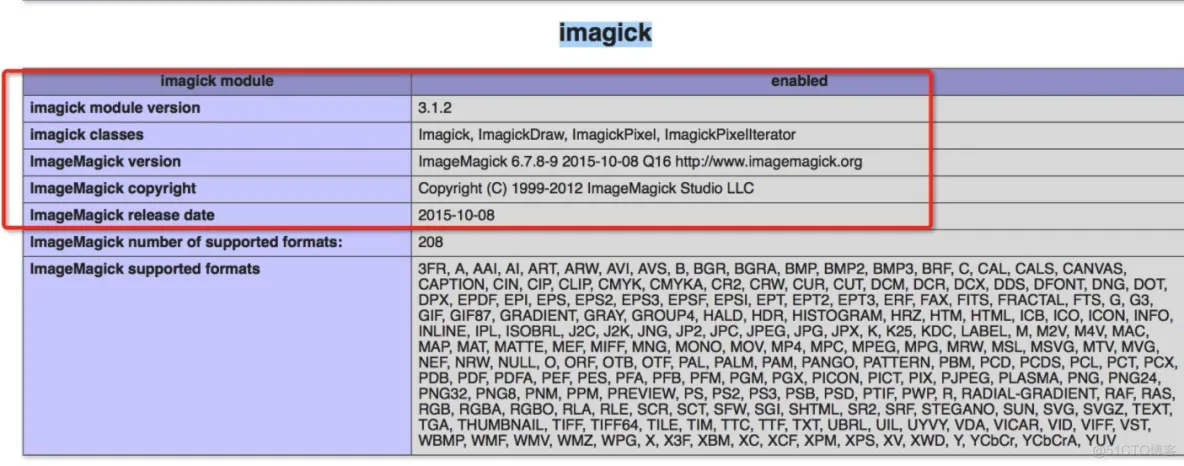 imagick
imagick module enabled
imagick module version 3.1.2
imagick classes Imagick, ImagickDraw, ImagickPixel, ImagickPixelIterator
ImageMagick version ImageMagick 6.7.8-9 2015-10-08 Q16 http://www.imagemagick.org
ImageMagick copyright Copyright (C) 1999-2012 ImageMagick Studio LLC
ImageMagick release date 2015-10-08
ImageMagick number of supported formats: 208
ImageMagick supported formats 3FR, A, AAI, AI, ART, ARW, AVI, AVS, B, BGR, BGRA, BMP, BMP2, BMP3, BRF, C, CAL, CALS, CANVAS,
CAPTION, CIN, CIP, CLIP, CMYK, CMYKA, CR2, CRW, CUR, CUT, DCM, DCR, DCX, DDS, DFONT, DNG, DOT,
DPX, EPDF, EPI, EPS, EPS2, EPS3, EPSF, EPSI, EPT, EPT2, EPT3, ERF, FAX, FITS, FRACTAL, FTS, G, G3,
GIF, GIF87, GRADIENT, GRAY, GROUP4, HALD, HDR, HISTOGRAM, HRZ, HTM, HTML, ICB, ICO, ICON, INFO,
INLINE, IPL, ISOBRL, J2C, J2K, JNG, JP2, JPC, JPEG, JPG, JPX, K, K25, KDC, LABEL, M, M2V, M4V, MAC,
MAP, MAT, MATTE, MEF, MIFF, MNG, MONO, MOV, MP4, MPC, MPEG, MPG, MRW, MSL, MSVG, MTV, MVG,
NEF, NRW, NULL, O, ORF, OTB, OTF, PAL, PALM, PAM, PANGO, PATTERN, PBM, PCD, PCDS, PCL, PCT, PCX,
PDB, PDF, PDFA, PEF, PES, PFA, PFB, PFM, PGM, PGX, PICON, PICT, PIX, PJPEG, PLASMA, PNG, PNG24,
PNG32, PNG8, PNM, PPM, PREVIEW, PS, PS2, PS3, PSB, PSD, PTIF, PWP, R, RADIAL-GRADIENT, RAF, RAS,
RGB, RGBA, RGBO, RLA, RLE, SCR, SCT, SFW, SGI, SHTML, SR2, SRF, STEGANO, SUN, SVG, SVGZ, TEXT,
TGA, THUMBNAIL, TIFF, TIFF64, TILE, TIM, TTC, TTF, TXT, UBRL, UIL, UYVY, VDA, VICAR, VID, VIFF, VST,
WBMP, WMF, WMV, WMZ, WPG, X, X3F, XBM, XC, XCF, XPM, XPS, XV, XWD, Y, YCbCr, YCbCrA, YUV
@51CTO博客